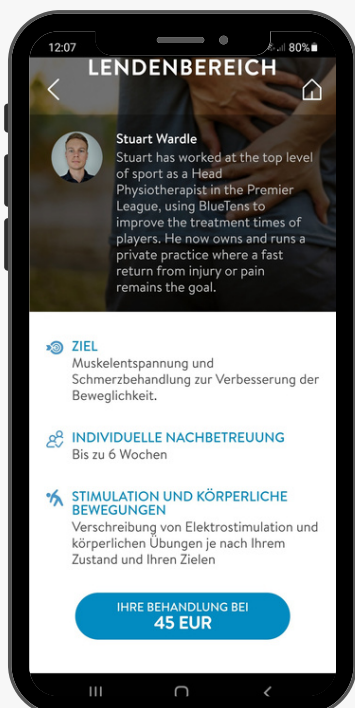 12:07
80%
LENDENBEREICH
Stuart Wardle
Stuart has worked at the top level
of sport as a Head
Physiotherapist in the Premier
League, using BlueTens to
improve the treatment times of
players. He now owns and runs a
private practice where a fast
return from injury or pain
remains the goal.
ZIEL
Muskelentspannung und
Schmerzbehandlung zur Verbesserung der
Beweglichkeit.
INDIVIDUELLE NACHBETREUUNG
Bis zu 6 Wochen
STIMULATION UND KÖRPERLICHE
BEWEGUNGEN
Verschreibung von Elektrostimulation und
körperlichen Übungen je nach Ihrem
Zustand und Ihren Zielen
IHRE BEHANDLUNG BEI
45 EUR